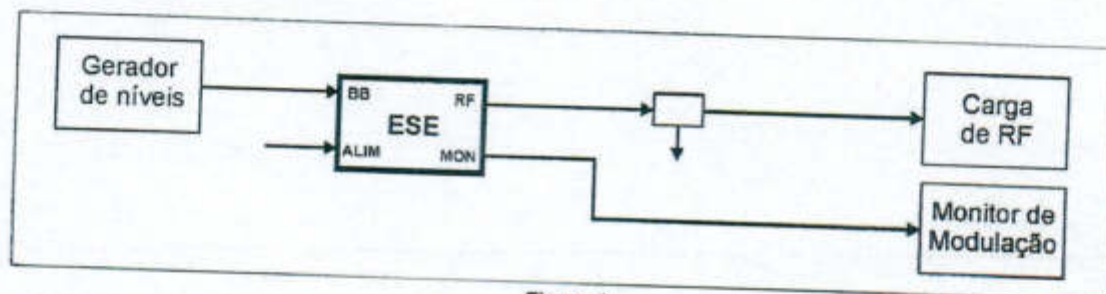 Gerador
de níveis
BB
RF
ESE
ALIM
MON
Carga
de RF
Monitor de
Modulação